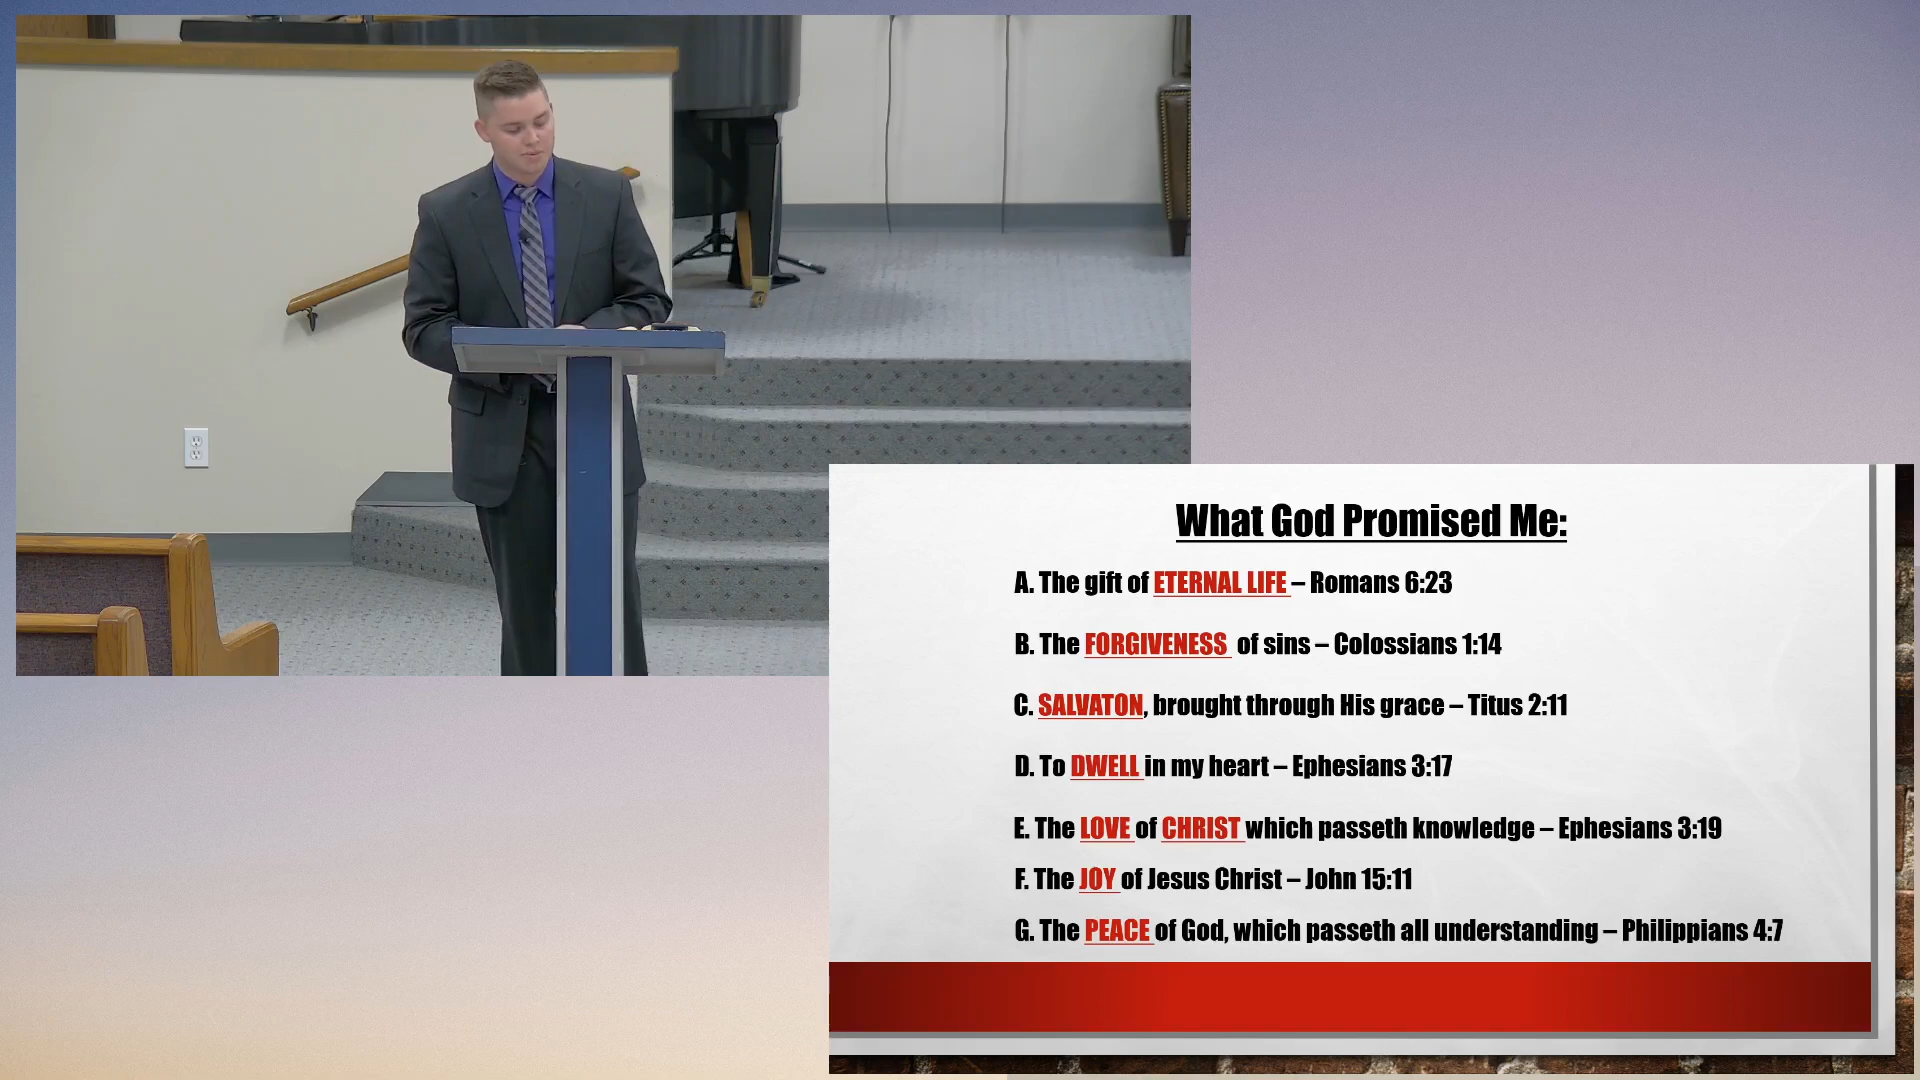 What God Promised Me:
A. The gift of ETERNAL LIFE – Romans 6:23
B. The FORGIVENESS of sins – Colossians 1:14
C. SALVATON, brought through His grace – Titus 2:11
D. To DWELL in my heart – Ephesians 3:17
E. The LOVE of CHRIST which passeth knowledge – Ephesians 3:19
F. The JOY of Jesus Christ – John 15:11
G. The PEACE of God, which passeth all understanding – Philippians 4:7